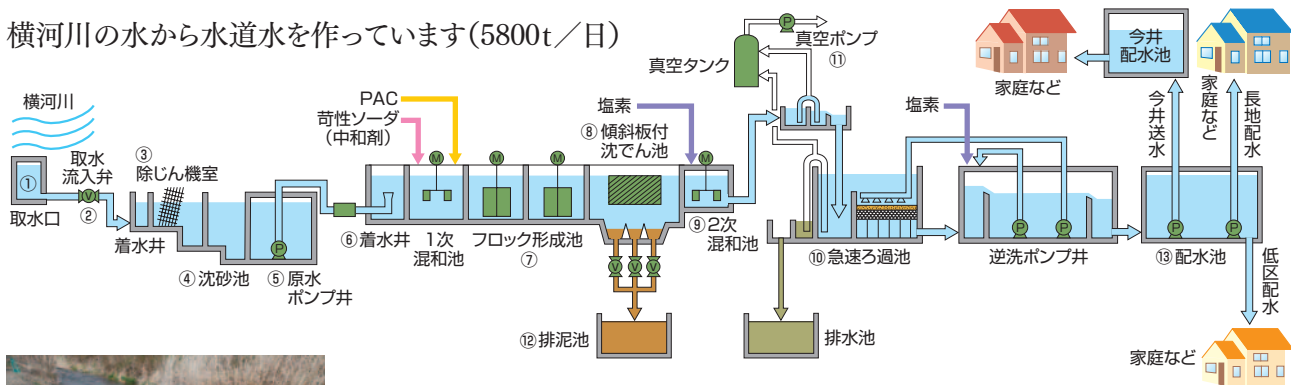 横河川の水から水道水を作っています(5800t／日)
横河川
①
取水口
取水
流入弁
V
②
③
除じん機室
着水井
④沈砂池
P
⑤原水
ポンプ井
PAC
苛性ソーダ
(中和剤)
⑥着水井
M
1次
混和池
M
M
フロック形成池
⑦
⑧傾斜板付
沈でん池
V
V
V
⑫排泥池
塩素
M
⑨2次
混和池
真空タンク
P
真空ポンプ
⑪
⑩急速ろ過池
排水池
塩素
P
P
逆洗ポンプ井
P
P
⑬配水池
今井送水
今井
配水池
家庭など
長地配水
家庭など
低区配水
家庭など